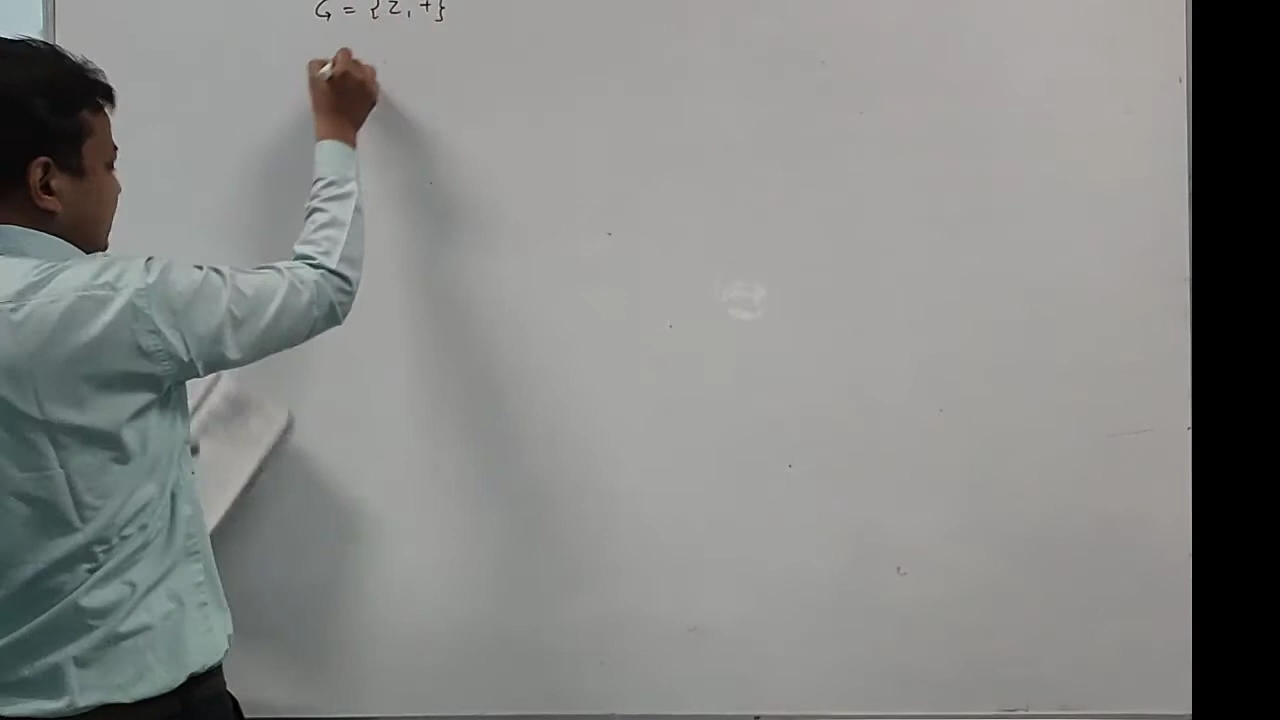 G = {Z, +}